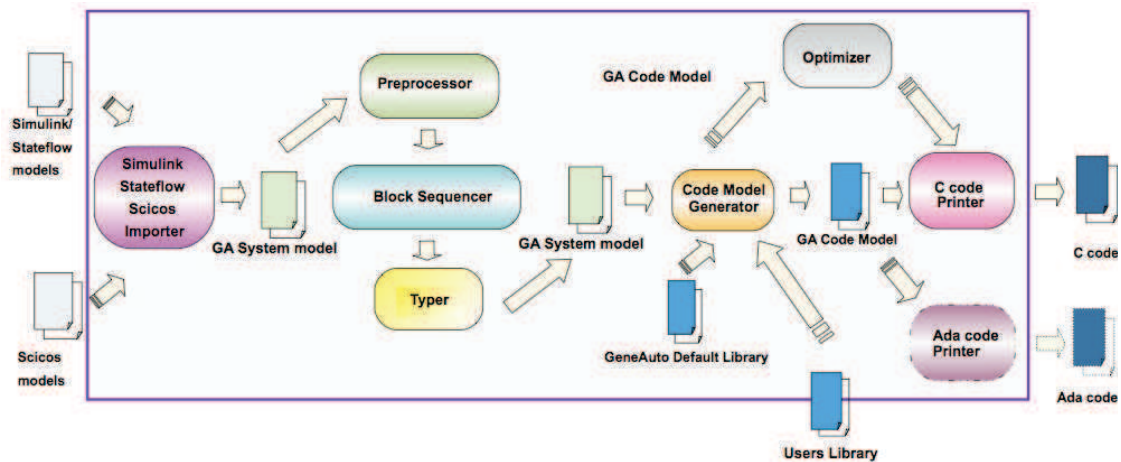 Simulink/
Stateflow
models
Simulink
Stateflow
Scicos
Importer
Scicos
models
GA System model
Preprocessor
Block Sequencer
Typer
GA System model
GA Code Model
Optimizer
Code Model
Generator
GA Code Model
GeneAuto Default Library
Users Library
C code
Printer
Ada code
Printer
C code
Ada code